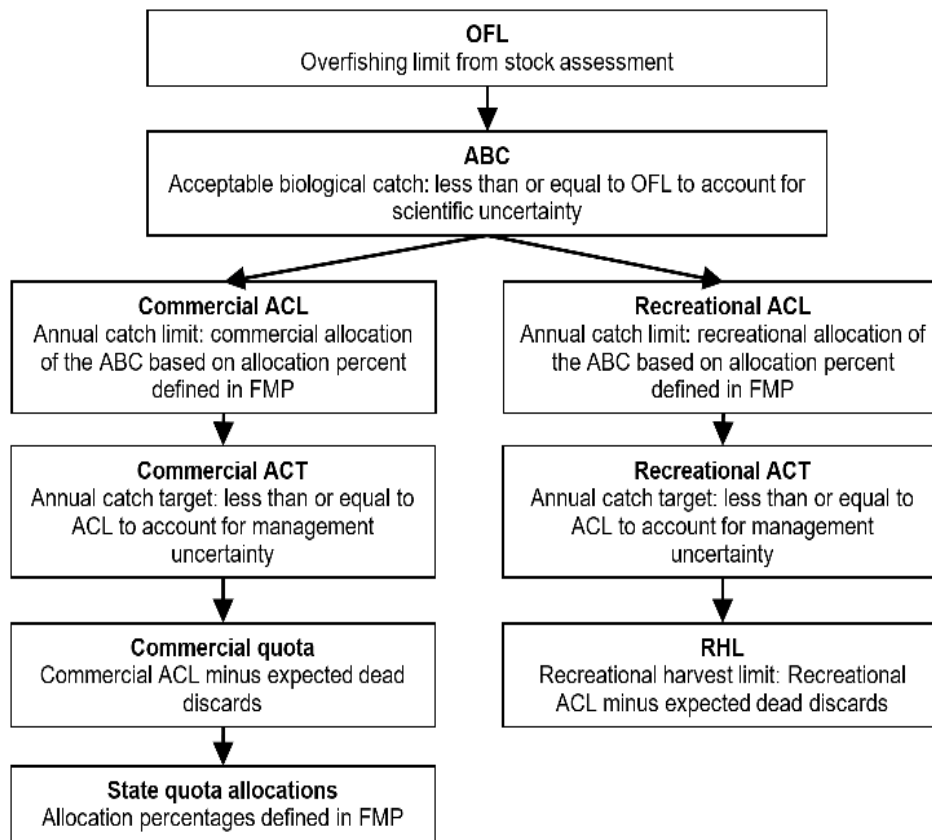 OFL
Overfishing limit from stock assessment
ABC
Acceptable biological catch: less than or equal to OFL to account for
scientific uncertainty
Commercial ACL
Annual catch limit: commercial allocation
of the ABC based on allocation percent
defined in FMP
Recreational ACL
Annual catch limit: recreational allocation of
the ABC based on allocation percent
defined in FMP
Commercial ACT
Annual catch target: less than or equal to
ACL to account for management
uncertainty
Recreational ACT
Annual catch target: less than or equal to
ACL to account for management
uncertainty
Commercial quota
Commercial ACL minus expected dead
discards
RHL
Recreational harvest limit: Recreational
ACL minus expected dead discards
State quota allocations
Allocation percentages defined in FMP